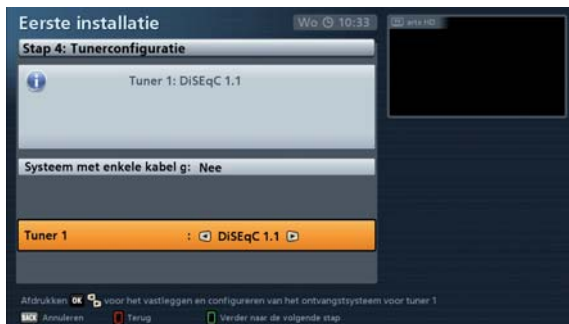 Eerste installatie
Wo 10:33
arte HD
Stap 4: Tunerconfiguratie
Tuner 1: DiSEqC 1.1
Systeem met enkele kabel g: Nee
Tuner 1 : DiSEqC 1.1
Afdrukken OK voor het vastleggen en configureren van het ontvangstsysteem voor tuner 1
BACK Annuleren Terug Verder naar de volgende stap